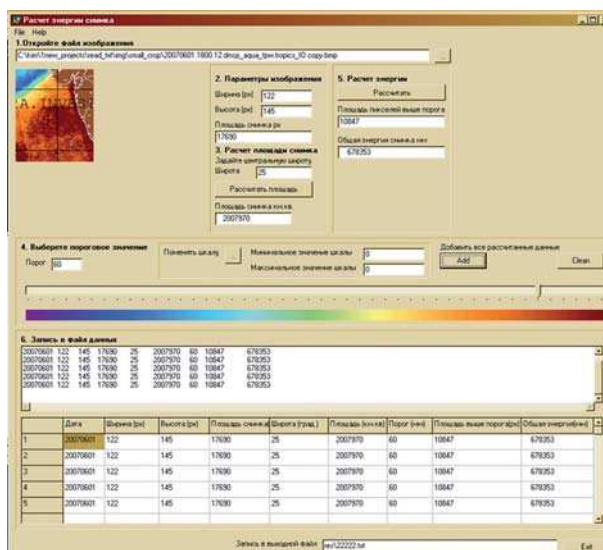 Расчет энергии снимка
File Help
1.Откройте файл изображения
...
A. INVE
2. Параметры изображения
Ширина (px) 122
Высота (px) 145
Площадь снимка px
17690
3. Расчет площади снимка
Задайте центральную широту
Широта 25
Рассчитать площадь
Площадь снимка км.кв.
2007970
5. Расчет энергии
Рассчитать
Площадь пикселей выше порога
10847
Общая энергия снимка мм
678353
4. Выберете пороговое значение
Порог 60
Поменять шкалу ...
Минимальное значение шкалы 0
Максимальное значение шкалы 0
Добавить все рассчитанные данные
Add
Clean
6. Запись в файл данных
20070601 122 145 17690 25 2007970 60 10847 678353
20070601 122 145 17690 25 2007970 60 10847 678353
20070601 122 145 17690 25 2007970 60 10847 678353
20070601 122 145 17690 25 2007970 60 10847 678353
20070601 122 145 17690 25 2007970 60 10847 678353
Дата Ширина (px) Высота (px) Площадь снимка Широта (град.) Площадь (км.кв) Порог (мм) Площадь выше порога(px) Общая энергия(мм)
1 20070601 122 145 17690 25 2007970 60 10847 678353
2 20070601 122 145 17690 25 2007970 60 10847 678353
3 20070601 122 145 17690 25 2007970 60 10847 678353
4 20070601 122 145 17690 25 2007970 60 10847 678353
5 20070601 122 145 17690 25 2007970 60 10847 678353
Запись в выходной файл res\22222.txt
Exit